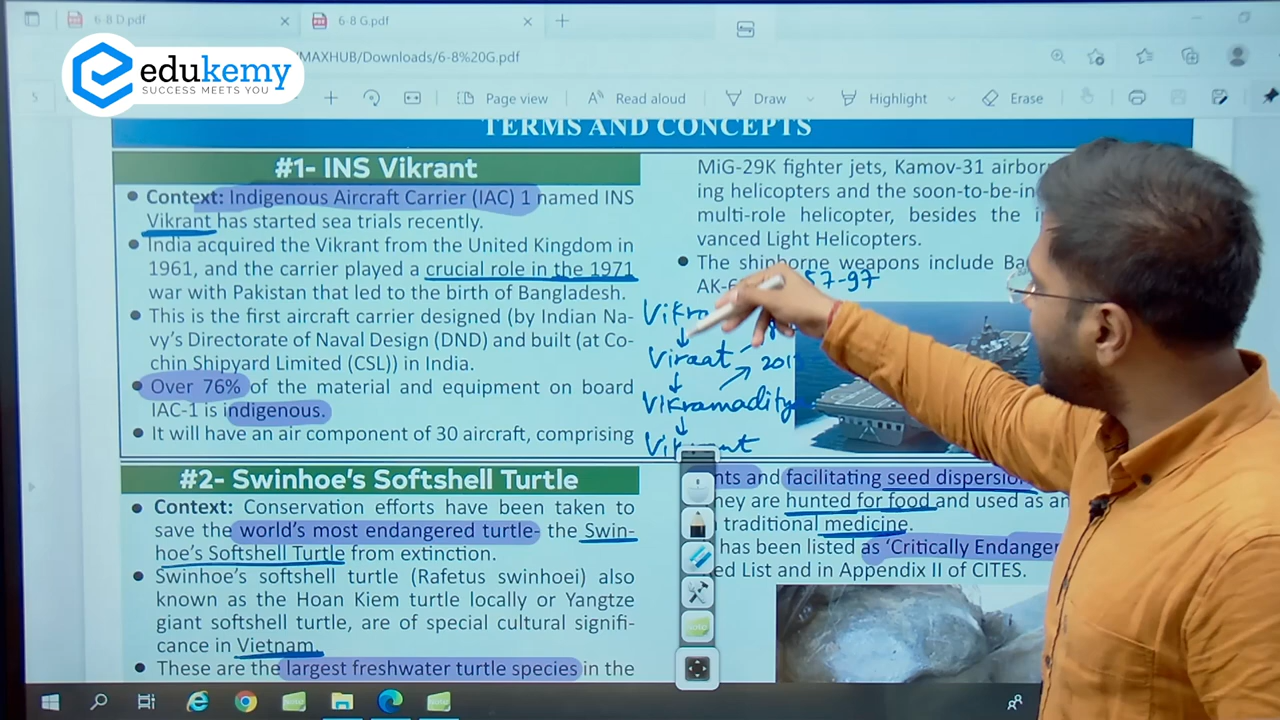 6-8 D.pdf
6-8 G.pdf
/MAXHUB/Downloads/6-8%20G.pdf
edukemy
SUCCESS MEETS YOU
5
Page view
Read aloud
Draw
Highlight
Erase
TERMS AND CONCEPTS
#1- INS Vikrant
Context: Indigenous Aircraft Carrier (IAC) 1 named INS
Vikrant has started sea trials recently.
India acquired the Vikrant from the United Kingdom in
1961, and the carrier played a crucial role in the 1971
war with Pakistan that led to the birth of Bangladesh.
This is the first aircraft carrier designed (by Indian Na-
vy's Directorate of Naval Design (DND) and built (at Co-
chin Shipyard Limited (CSL)) in India.
Over 76% of the material and equipment on board
IAC-1 is indigenous.
It will have an air component of 30 aircraft, comprising
MiG-29K fighter jets, Kamov-31 airbor
ing helicopters and the soon-to-be-in
multi-role helicopter, besides the i
vanced Light Helicopters.
The shipborne weapons include Ba
AK-6
57-97
Vikra
Viraat
201
Vikramaditya
#2- Swinhoe's Softshell Turtle
Context: Conservation efforts have been taken to
save the world's most endangered turtle- the Swin-
hoe's Softshell Turtle from extinction.
Swinhoe's softshell turtle (Rafetus swinhoei) also
known as the Hoan Kiem turtle locally or Yangtze
giant softshell turtle, are of special cultural signifi-
cance in Vietnam.
These are the largest freshwater turtle species in the
nts and facilitating seed dispersio
hey are hunted for food and used as an
traditional medicine.
has been listed as 'Critically Endanger
ed List and in Appendix II of CITES.